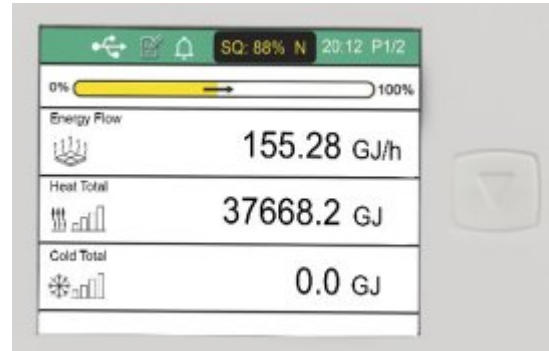 SQ: 88% N 20:12 P1/2
0% 100%
Energy Flow
155.28 GJ/h
Heat Total
37668.2 GJ
Cold Total
0.0 GJ